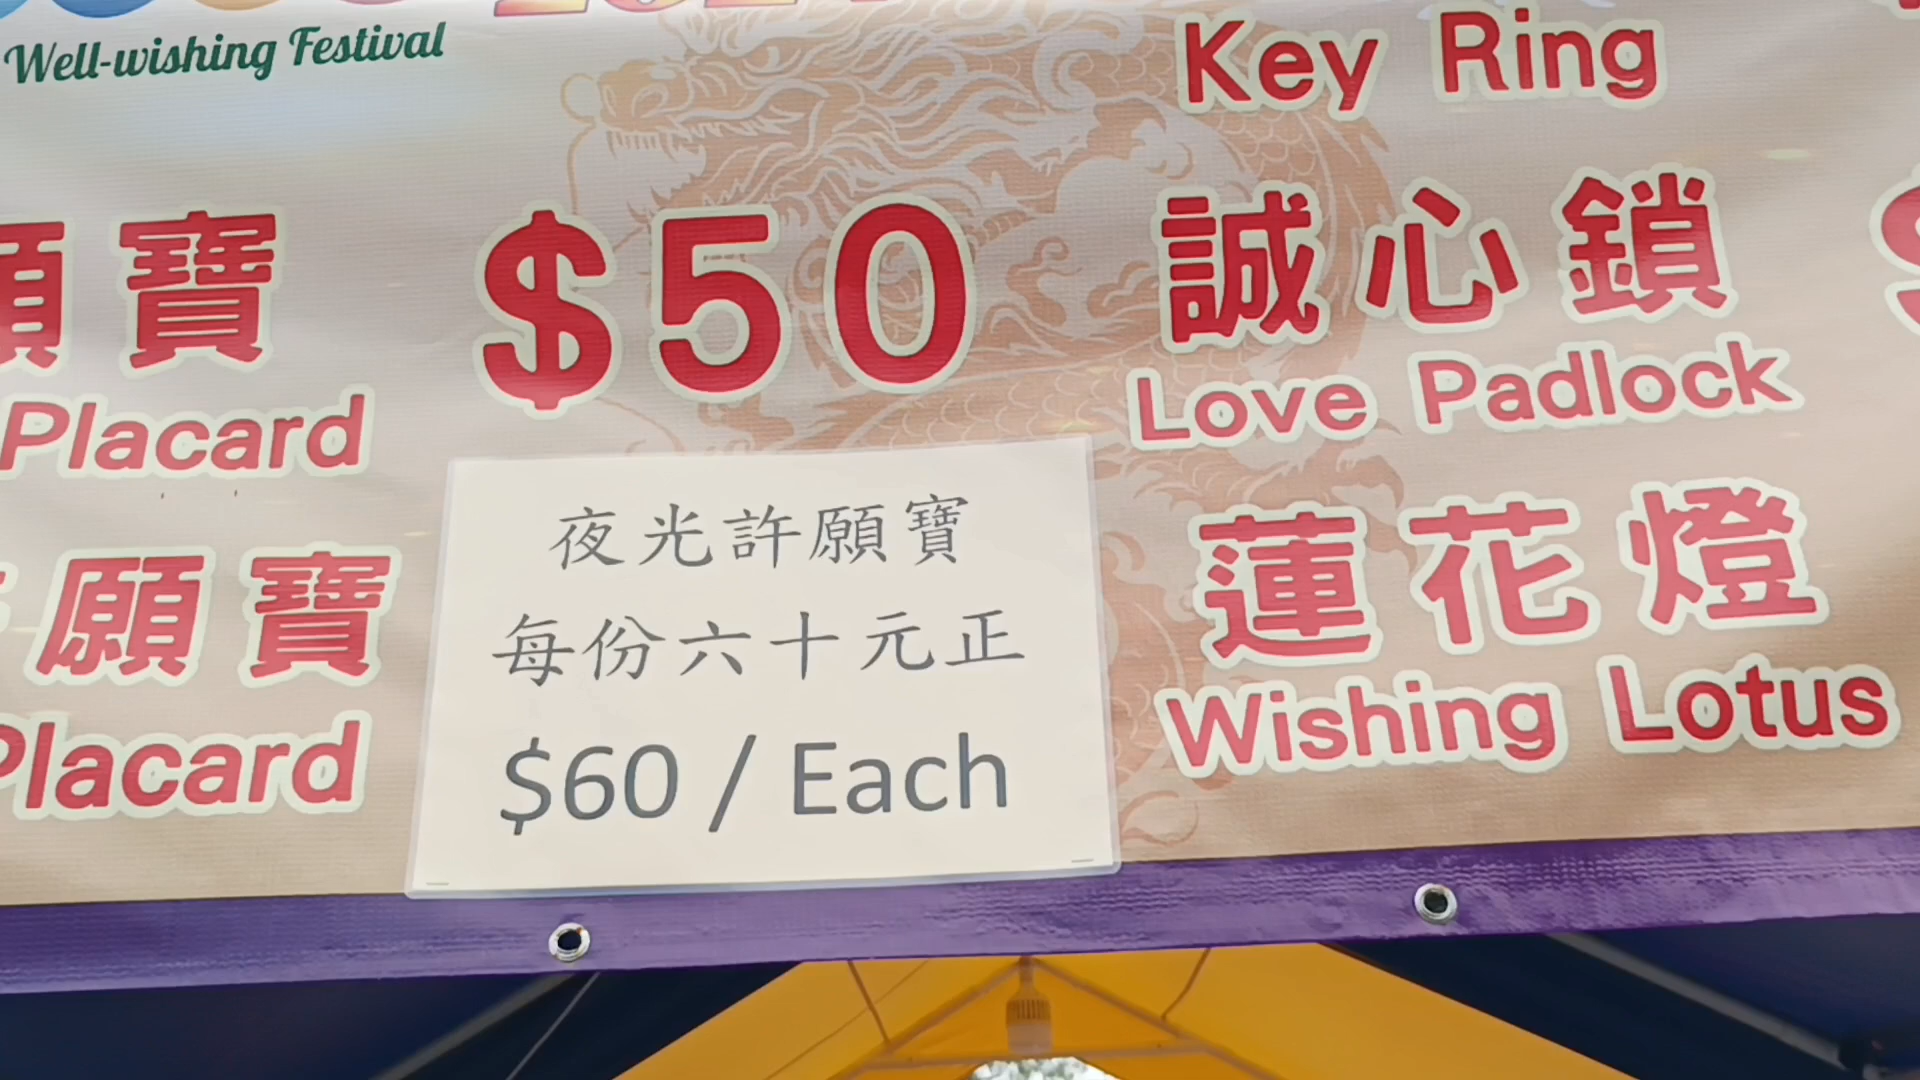 Well-wishing Festival
Key Ring
願寶 $50 誠心鎖
Placard
Love Padlock
願寶
Placard
夜光許願寶
每份六十元正
$60 / Each
蓮花燈
Wishing Lotus